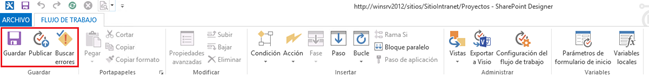 http://winsrv2012/sitios/SitioIntranet/Proyectos - SharePoint Designer
ARCHIVO FLUJO DE TRABAJO
Guardar Publicar Buscar errores
Guardar
Pegar
Cortar
Copiar
Copiar formato
Portapapeles
Propiedades avanzadas
Subir
Bajar
Eliminar
Modificar
Condición Acción Fase Paso Bucle
Rama Si
Bloque paralelo
Paso de aplicación
Insertar
Vistas Exportar a Visio Configuración del flujo de trabajo
Administrar
Parámetros de formulario de inicio Variables locales
Variables